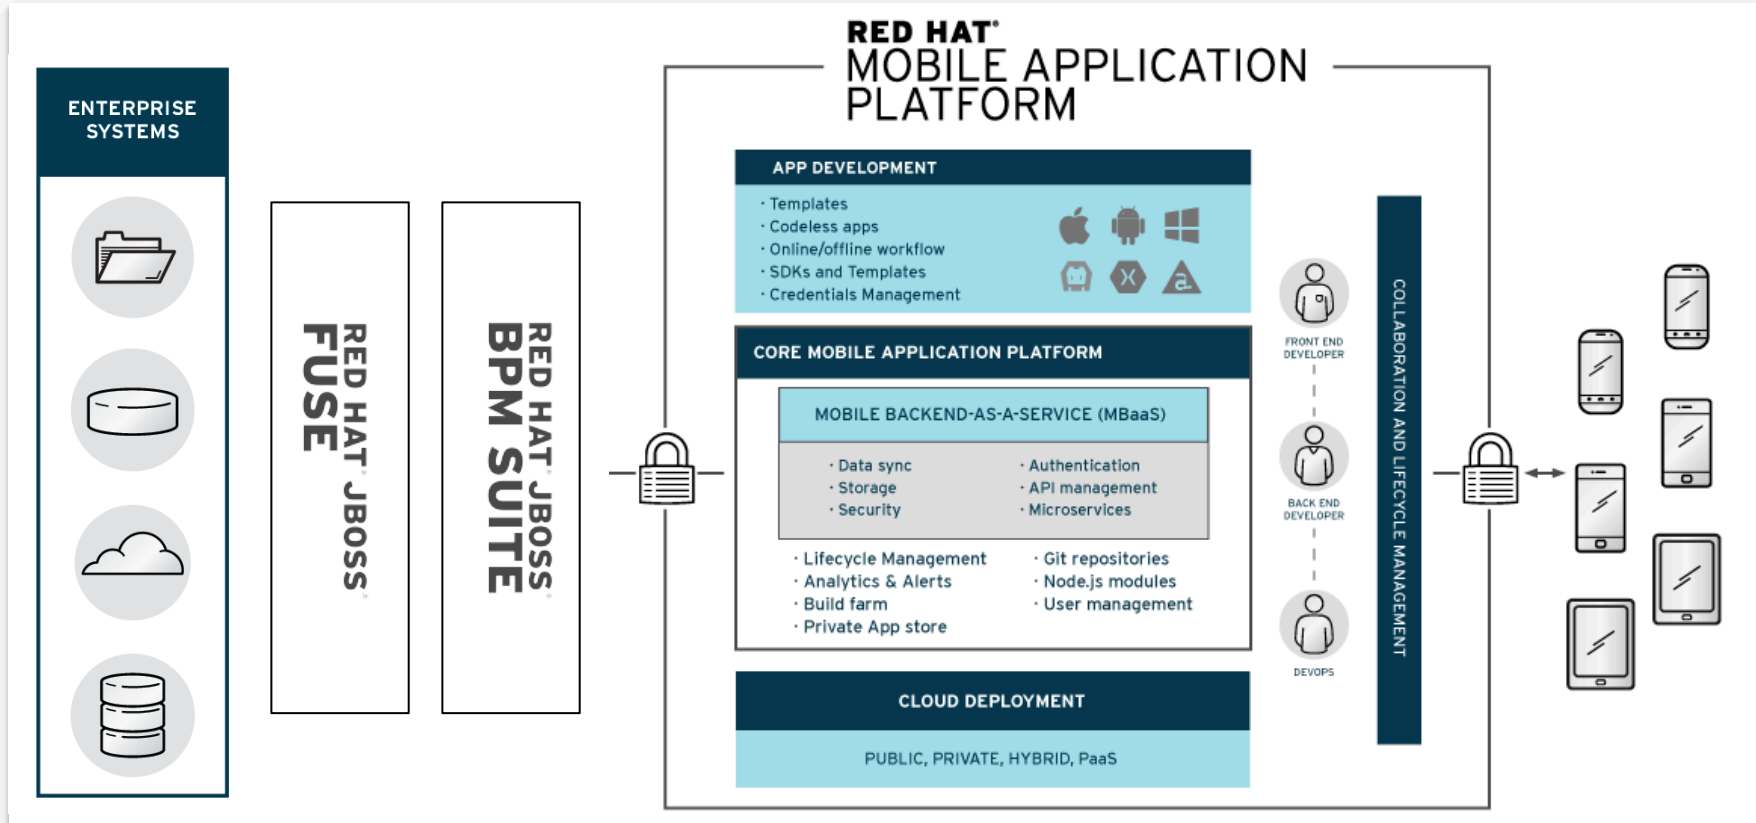 RED HAT®
MOBILE APPLICATION
PLATFORM
ENTERPRISE
SYSTEMS
RED HAT® JBOSS®
FUSE
RED HAT® JBOSS®
BPM SUITE
APP DEVELOPMENT
· Templates
· Codeless apps
· Online/offline workflow
· SDKs and Templates
· Credentials Management
CORE MOBILE APPLICATION PLATFORM
MOBILE BACKEND-AS-A-SERVICE (MBaaS)
· Data sync
· Storage
· Security
· Authentication
· API management
· Microservices
· Lifecycle Management
· Analytics & Alerts
· Build farm
· Private App store
· Git repositories
· Node.js modules
· User management
CLOUD DEPLOYMENT
PUBLIC, PRIVATE, HYBRID, PaaS
FRONT END
DEVELOPER
BACK END
DEVELOPER
DEVOPS
COLLABORATION AND LIFECYCLE MANAGEMENT